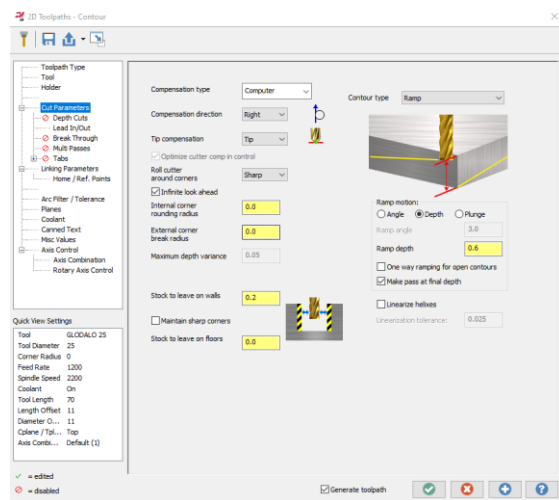 2D Toolpaths - Contour
Toolpath Type
Tool
Holder
Cut Parameters
Depth Cuts
Lead In/Out
Break Through
Multi Passes
Tabs
Linking Parameters
Home / Ref. Points
Arc Filter / Tolerance
Planes
Coolant
Canned Text
Misc Values
Axis Control
Axis Combination
Rotary Axis Control
Quick View Settings
Tool GLODALO 25
Tool Diameter 25
Corner Radius 0
Feed Rate 1200
Spindle Speed 2200
Coolant On
Tool Length 70
Length Offset 11
Diameter O... 11
Cplane / Tpl... Top
Axis Combi... Default (1)
= edited
= disabled
Compensation type Computer
Compensation direction Right
Tip compensation Tip
Optimize cutter comp in control
Roll cutter
around corners Sharp
Infinite look ahead
Internal corner
rounding radius 0.0
External corner
break radius 0.0
Maximum depth variance 0.05
Stock to leave on walls 0.2
Maintain sharp corners
Stock to leave on floors 0.0
Contour type Ramp
Ramp motion:
Angle Depth Plunge
Ramp angle 3.0
Ramp depth 0.6
One way ramping for open contours
Make pass at final depth
Linearize helixes
Linearization tolerance: 0.025
Generate toolpath